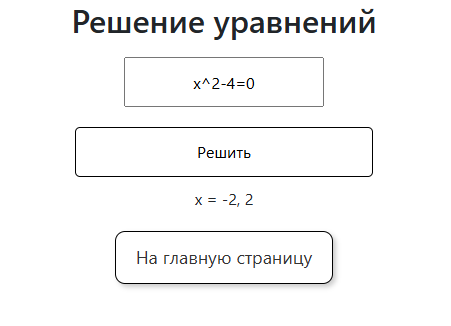 Решение уравнений
x^2-4=0
Решить
x = -2, 2
На главную страницу